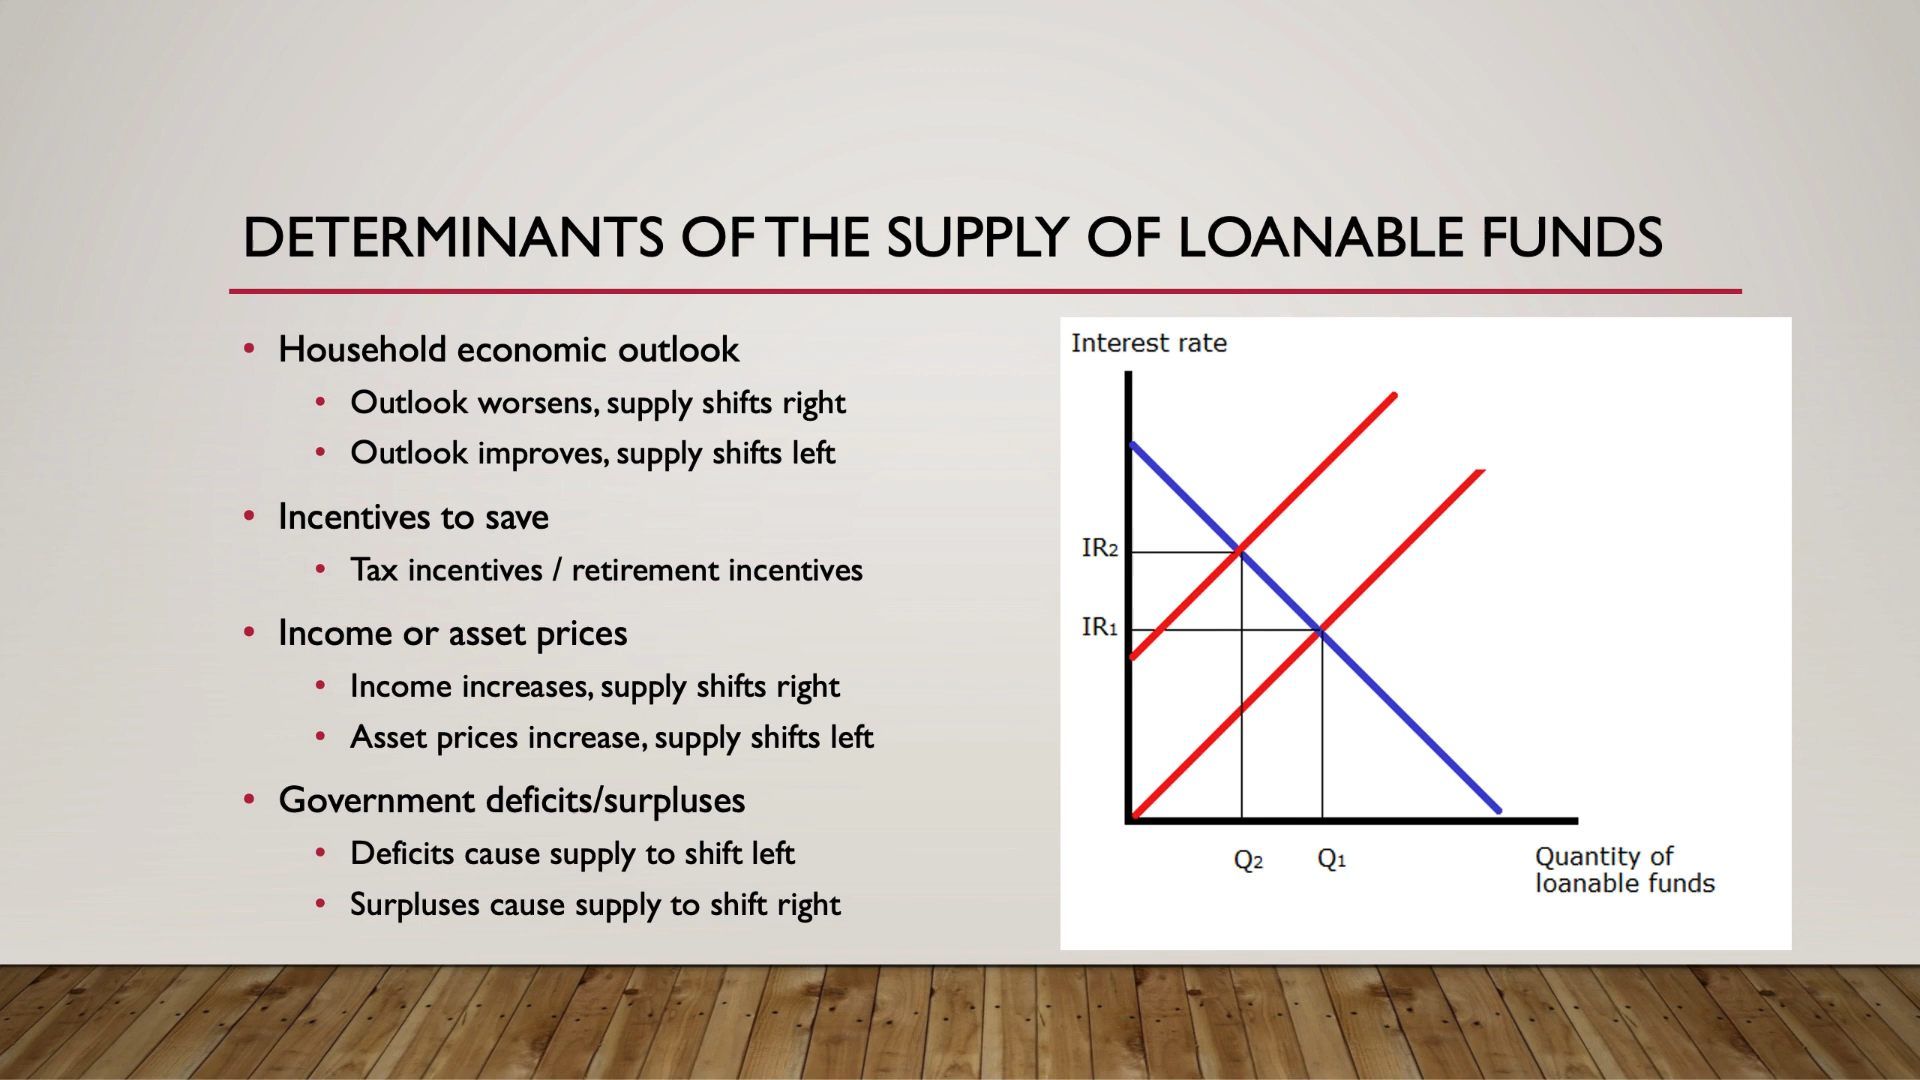 DETERMINANTS OF THE SUPPLY OF LOANABLE FUNDS
• Household economic outlook
• Outlook worsens, supply shifts right
• Outlook improves, supply shifts left
• Incentives to save
• Tax incentives / retirement incentives
• Income or asset prices
• Income increases, supply shifts right
• Asset prices increase, supply shifts left
• Government deficits/surpluses
• Deficits cause supply to shift left
• Surpluses cause supply to shift right
Interest rate
IR2
IR1
Q2
Q1
Quantity of
loanable funds